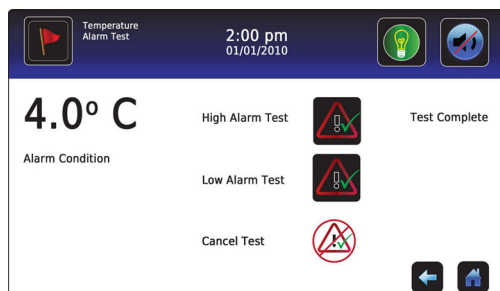 Temperature
Alarm Test
2:00 pm
01/01/2010
4.0º C
Alarm Condition
High Alarm Test
Test Complete
Low Alarm Test
Cancel Test